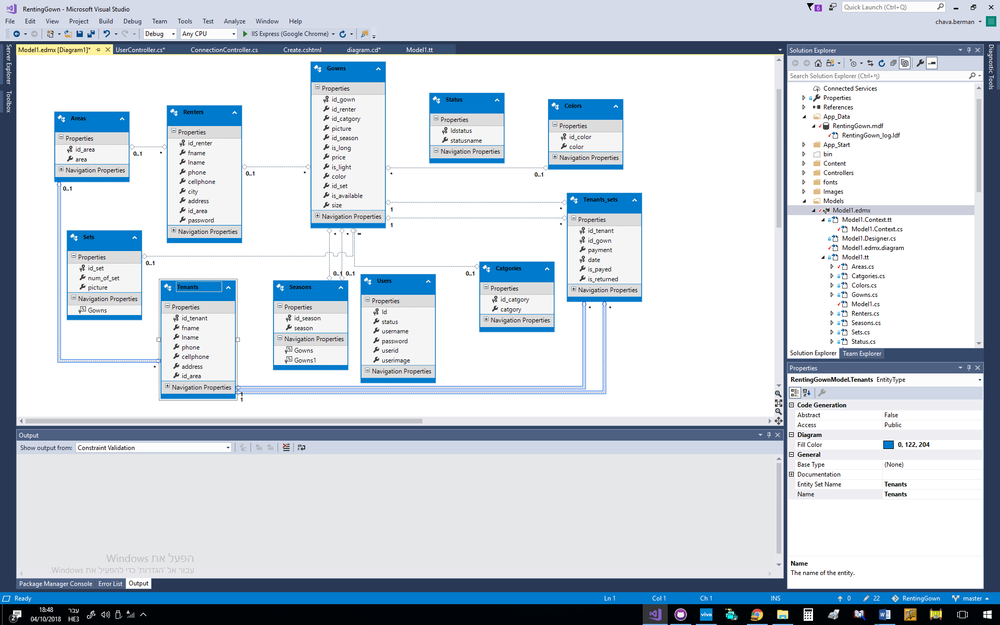 RentingGown - Microsoft Visual Studio
6
Quick Launch (Ctrl+Q)
File Edit View Project Build Debug Team Tools Test Analyze Window Help
chava.berman
Debug Any CPU IIS Express (Google Chrome)
Server Explorer
Toolbox
Model1.edmx [Diagram1]* UserController.cs* ConnectionController.cs Create.cshtml diagram.cd* Model1.tt
Areas
Properties
id_area
area
Navigation Properties
0..1
*
0..1
Renters
Properties
id_renter
fname
lname
phone
cellphone
city
address
id_area
password
Navigation Properties
0..1
*
Gowns
Properties
id_gown
id_renter
id_catgory
picture
id_season
is_long
price
is_light
color
id_set
is_available
size
Navigation Properties
*
*
**
Status
Properties
Idstatus
statusname
Navigation Properties
Colors
Properties
id_color
color
Navigation Properties
*
0..1
1
*
1
*
Tenants_sets
Properties
id_tenant
id_gown
payment
date
is_payed
is_returned
Navigation Properties
*
*
Sets
Properties
id_set
num_of_set
picture
Navigation Properties
Gowns
0..1
Tenants
Properties
id_tenant
fname
lname
phone
cellphone
address
id_area
Navigation Properties
*
1
1
0..1
0..1
Seasons
Properties
id_season
season
Navigation Properties
Gowns
Gowns1
Users
Properties
Id
status
username
password
userid
userimage
Navigation Properties
0..1
Catgories
Properties
id_catgory
catgory
Navigation Properties
Output
Show output from: Constraint Validation
הפעל את Windows
עבור אל 'הגדרות' כדי להפעיל את Windows.
Package Manager Console Error List Output
Solution Explorer
Search Solution Explorer (Ctrl+ף)
Connected Services
Properties
References
App_Data
RentingGown.mdf
RentingGown_log.ldf
App_Start
bin
Content
Controllers
fonts
Images
Models
Model1.edmx
Model1.Context.tt
Model1.Context.cs
Model1.Designer.cs
Model1.edmx.diagram
Model1.tt
Areas.cs
Catgories.cs
Colors.cs
Gowns.cs
Model1.cs
Renters.cs
Seasons.cs
Sets.cs
Status.cs
Solution Explorer Team Explorer
Diagnostic Tools
Properties
RentingGownModel.Tenants EntityType
Code Generation
Abstract False
Access Public
Diagram
Fill Color 0, 122, 204
General
Base Type (None)
Documentation
Entity Set Name Tenants
Name Tenants
Name
The name of the entity.
Ready Ln 1 Col 1 Ch 1 INS 0 22 RentingGown master
2
18:48
04/10/2018
עבר
HE3
vivo